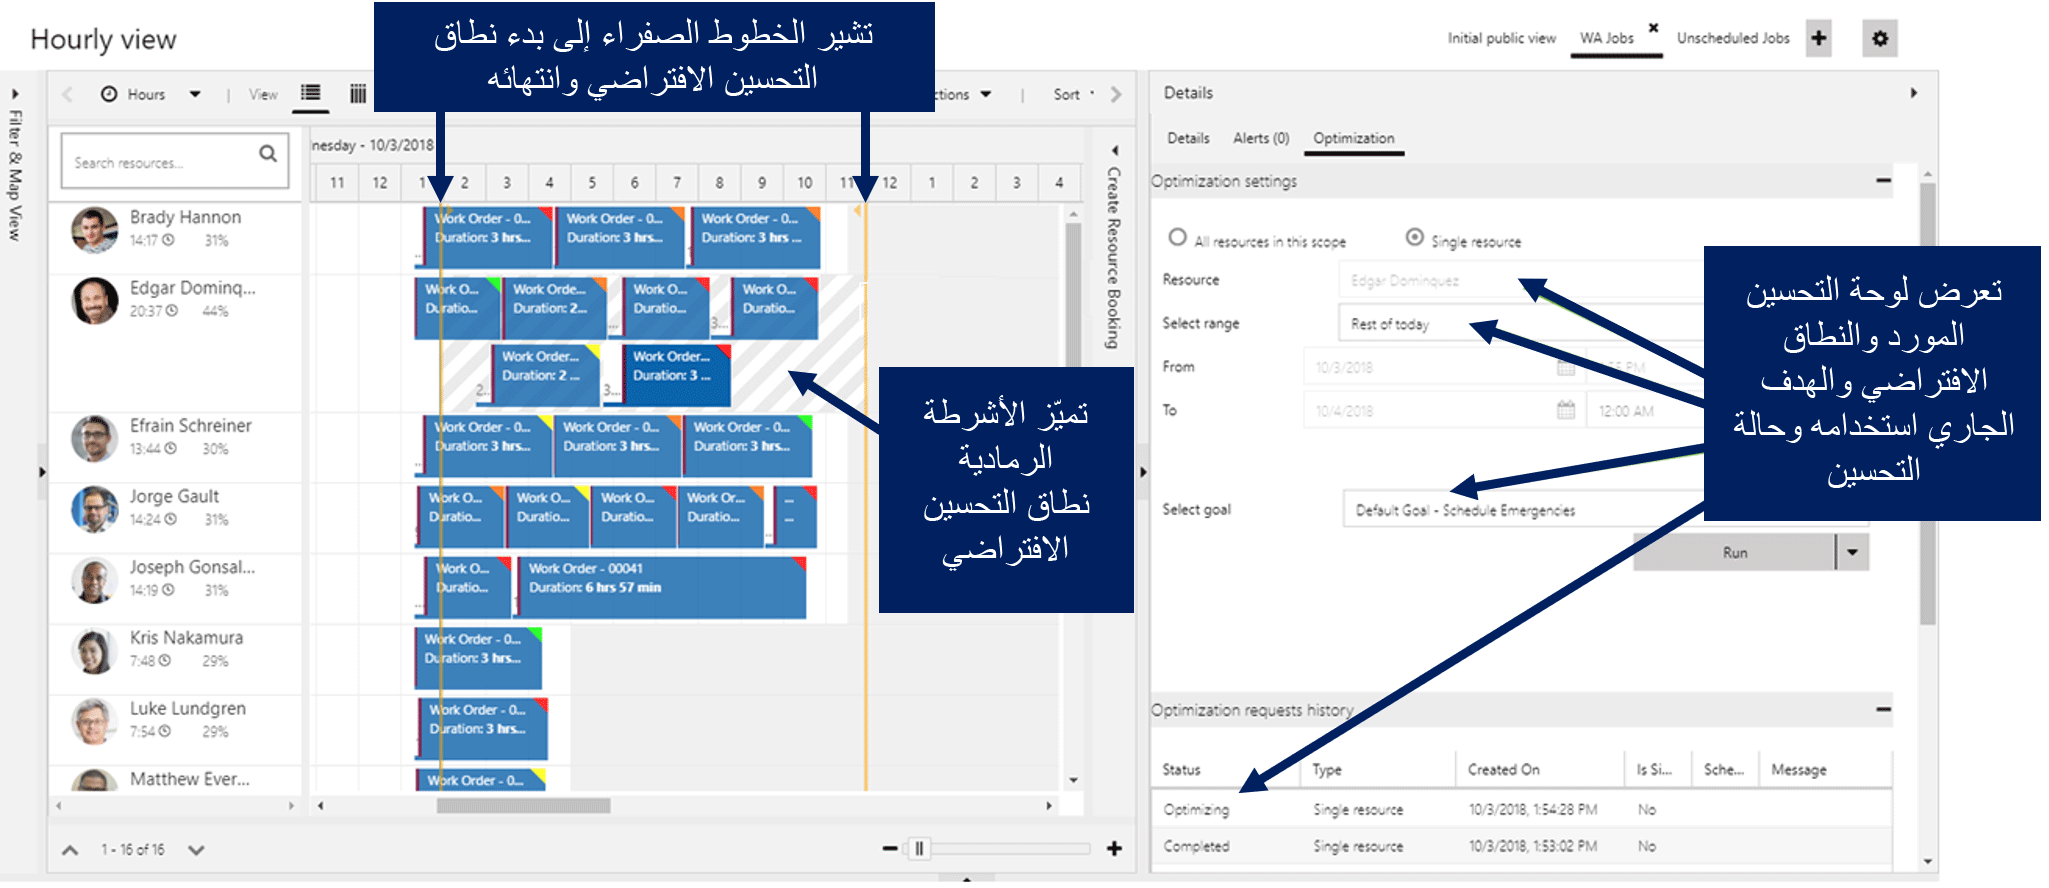 Hourly view
تشير الخطوط الصفراء إلى بدء نطاق
التحسين الافتراضي وانتهائه
Initial public view
WA Jobs
Unscheduled Jobs
Filter & Map View
Hours
View
Sort
Search resources...
nesday - 10/3/2018
11 12 1 2 3 4 5 6 7 8 9 10 11 12 1 2 3 4
Brady Hannon
14:17 31%
Work Order - 0... Work Order - 0... Work Order - 0...
Duration: 3 hrs... Duration: 3 hrs... Duration: 3 hrs ...
Edgar Dominq...
20:37 44%
Work O... Work Orde... Work O... Work O...
Duratio... Duration: 2... Duratio... Duratio...
Work Order... Work Order...
Duration: 2 ... Duration: 3 ...
Efrain Schreiner
13:44 30%
Work Order - 0... Work Order - 0... Work Order - 0...
Duration: 3 hrs... Duration: 3 hrs... Duration: 3 hrs...
Jorge Gault
14:24 31%
Work O... Work O... Work O... Work Or... ...
Duratio... Duratio... Duratio... Duratio... ...
Joseph Gonsal...
14:19 31%
Work O... Work Order - 00041
Duratio... Duration: 6 hrs 57 min
Kris Nakamura
7:48 29%
Work Order - 0...
Duration: 3 hrs...
Luke Lundgren
7:54 29%
Work Order - 0...
Duration: 3 hrs...
Matthew Ever...
Work Order - 0...
1 - 16 of 16
Create Resource Booking
تميّز الأشرطة
الرمادية
نطاق التحسين
الافتراضي
Details
Details Alerts (0) Optimization
Optimization settings
All resources in this scope Single resource
Resource Edgar Dominquez
Select range Rest of today
From 10/3/2018
To 10/4/2018 12:00 AM
Select goal Default Goal - Schedule Emergencies
Run
تعرض لوحة التحسين
المورد والنطاق
الافتراضي والهدف
الجاري استخدامه وحالة
التحسين
Optimization requests history
Status Type Created On Is Si... Sche... Message
Optimizing Single resource 10/3/2018, 1:54:28 PM No
Completed Single resource 10/3/2018, 1:53:02 PM No